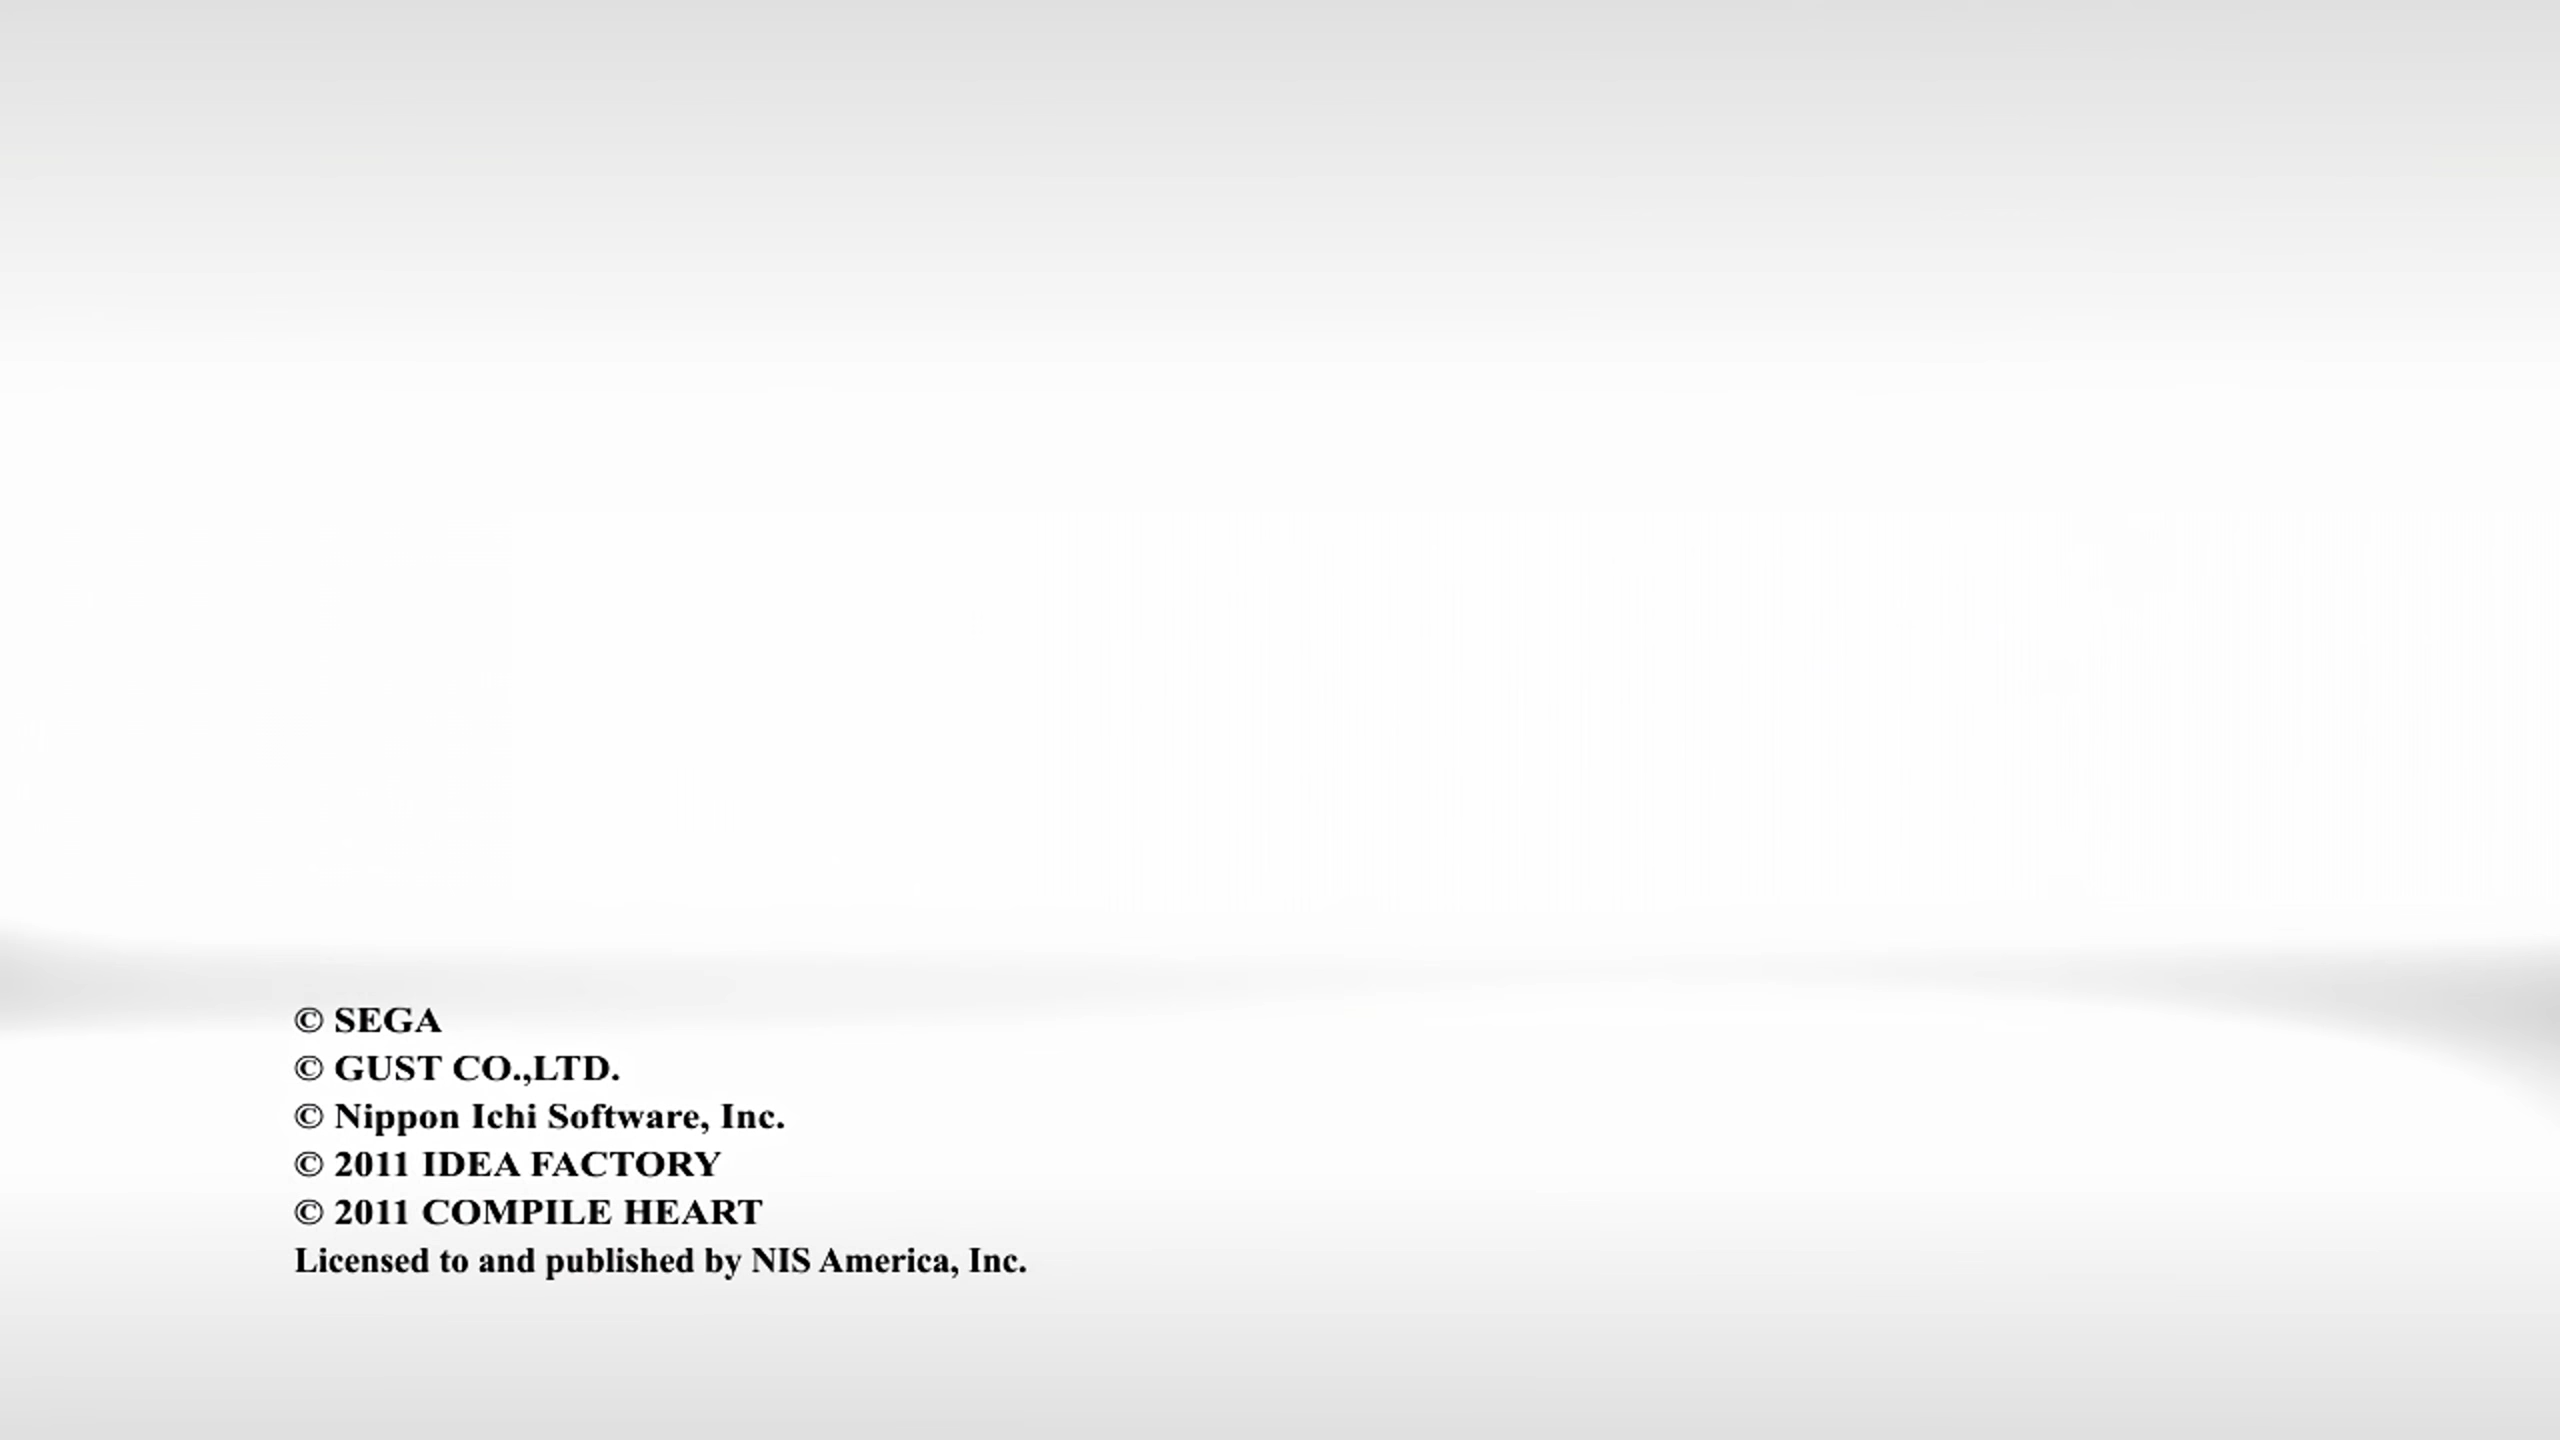 © SEGA
© GUST CO.,LTD.
© Nippon Ichi Software, Inc.
© 2011 IDEA FACTORY
© 2011 COMPILE HEART
Licensed to and published by NIS America, Inc.